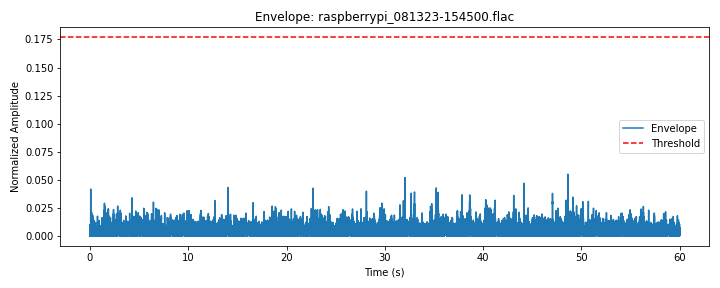 Envelope: raspberrypi_081323-154500.flac
Normalized Amplitude
0.175
0.150
0.125
0.100
0.075
0.050
0.025
0.000
Envelope
Threshold
0 10 20 30 40 50 60
Time (s)